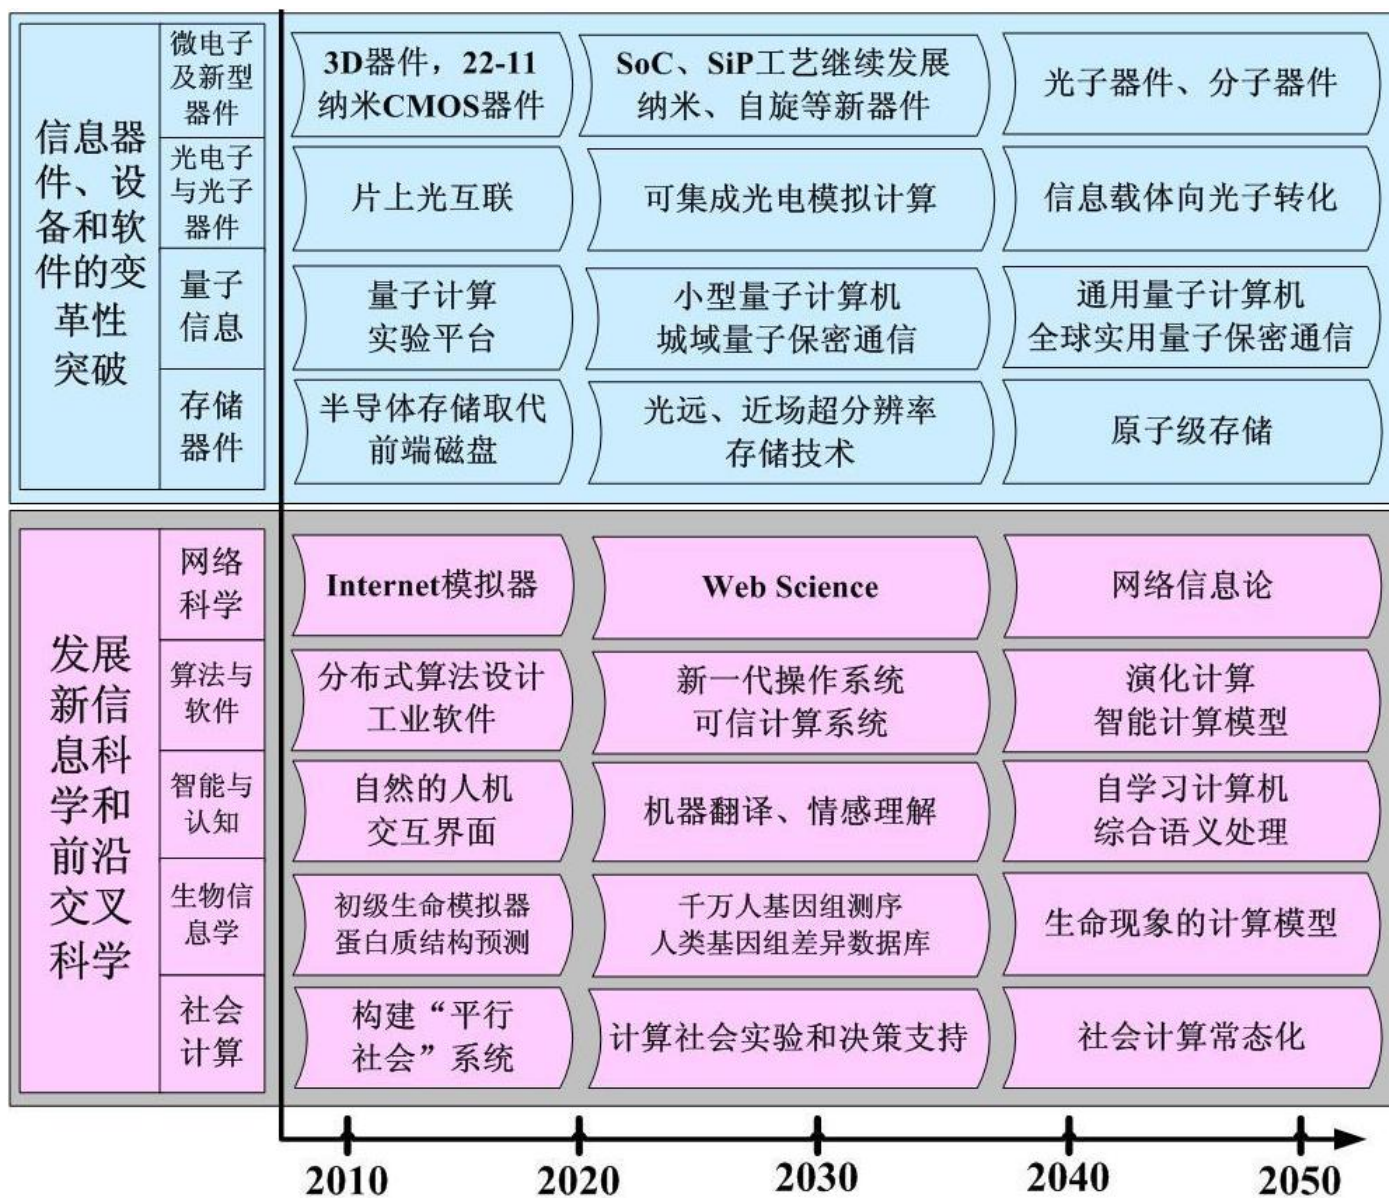 信息器
件、设
备和软
件的变
革性
突破
微电子
及新型
器件
3D器件，22-11
纳米CMOS器件
SoC、SiP工艺继续发展
纳米、自旋等新器件
光子器件、分子器件
光电子
与光子
器件
片上光互联
可集成光电模拟计算
信息载体向光子转化
量子
信息
量子计算
实验平台
小型量子计算机
城域量子保密通信
通用量子计算机
全球实用量子保密通信
存储
器件
半导体存储取代
前端磁盘
光远、近场超分辨率
存储技术
原子级存储
发展
新信
息科
学和
前沿
交叉
科学
网络
科学
Internet模拟器
Web Science
网络信息论
算法与
软件
分布式算法设计
工业软件
新一代操作系统
可信计算系统
演化计算
智能计算模型
智能与
认知
自然的人机
交互界面
机器翻译、情感理解
自学习计算机
综合语义处理
生物信
息学
初级生命模拟器
蛋白质结构预测
千万人基因组测序
人类基因组差异数据库
生命现象的计算模型
社会
计算
构建“平行
社会”系统
计算社会实验和决策支持
社会计算常态化
2010
2020
2030
2040
2050